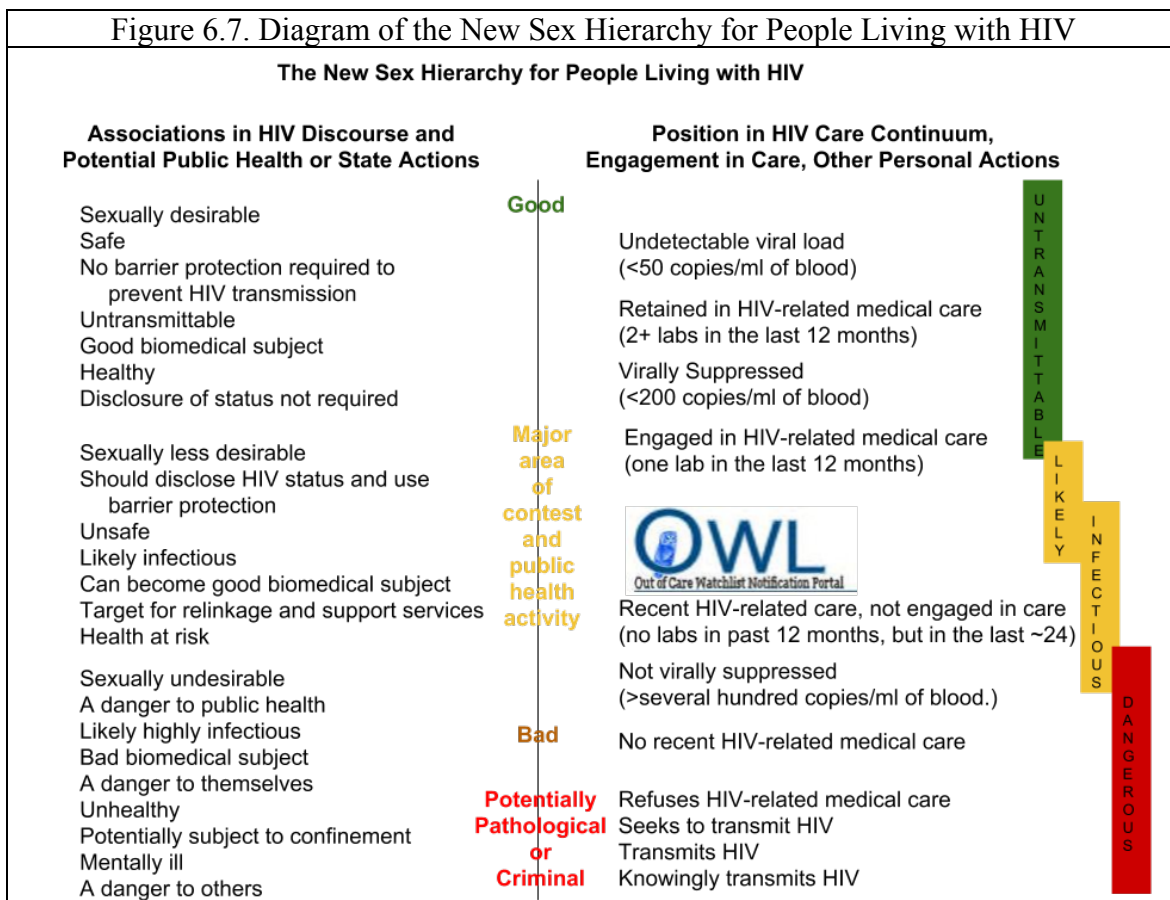 Figure 6.7. Diagram of the New Sex Hierarchy for People Living with HIV
The New Sex Hierarchy for People Living with HIV
Associations in HIV Discourse and
Potential Public Health or State Actions
Sexually desirable
Safe
No barrier protection required to
prevent HIV transmission
Untransmittable
Good biomedical subject
Healthy
Disclosure of status not required
Sexually less desirable
Should disclose HIV status and use
barrier protection
Unsafe
Likely infectious
Can become good biomedical subject
Target for relinkage and support services
Health at risk
Sexually undesirable
A danger to public health
Likely highly infectious
Bad biomedical subject
A danger to themselves
Unhealthy
Potentially subject to confinement
Mentally ill
A danger to others
Good
Major
area
of
contest
and
public
health
activity
Bad
Potentially
Pathological
or
Criminal
Position in HIV Care Continuum,
Engagement in Care, Other Personal Actions
Undetectable viral load
(<50 copies/ml of blood)
Retained in HIV-related medical care
(2+ labs in the last 12 months)
Virally Suppressed
(<200 copies/ml of blood)
Engaged in HIV-related medical care
(one lab in the last 12 months)
OWL
Out of Care Watchlist Notification Portal
Recent HIV-related care, not engaged in care
(no labs in past 12 months, but in the last ~24)
Not virally suppressed
(>several hundred copies/ml of blood.)
No recent HIV-related medical care
Refuses HIV-related medical care
Seeks to transmit HIV
Transmits HIV
Knowingly transmits HIV
UNTRANSMITTABLE
LIKELY
INFECTIOUS
DANGEROUS